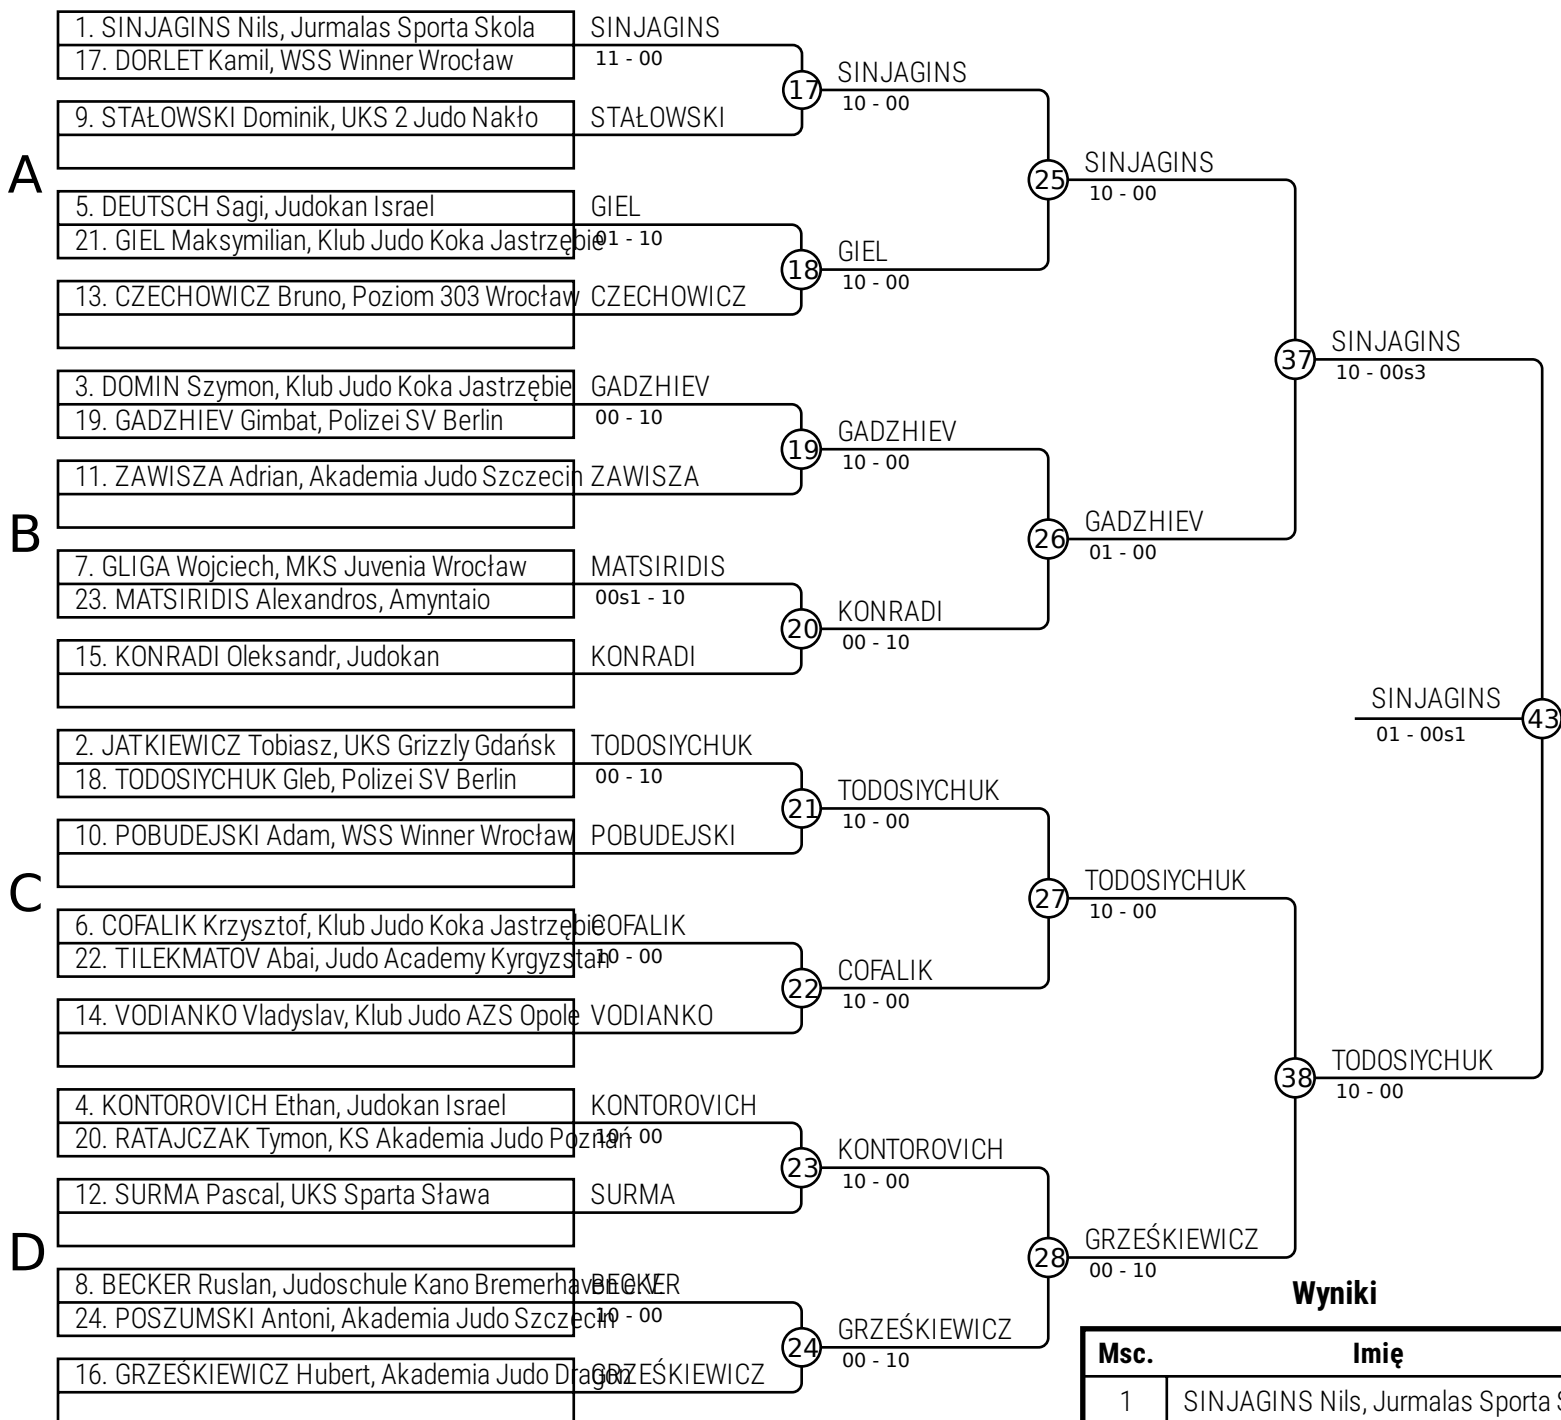 1. SINJAGINS Nils, Jurmalas Sporta Skola
17. DORLET Kamil, WSS Winner Wrocław
SINJAGINS
11 - 00
17
SINJAGINS
10 - 00
9. STAŁOWSKI Dominik, UKS 2 Judo Nakło
STAŁOWSKI
A
25
SINJAGINS
10 - 00
5. DEUTSCH Sagi, Judokan Israel
21. GIEL Maksymilian, Klub Judo Koka Jastrzębie
GIEL
01 - 10
18
GIEL
10 - 00
13. CZECHOWICZ Bruno, Poziom 303 Wrocław
CZECHOWICZ
37
SINJAGINS
10 - 00s3
3. DOMIN Szymon, Klub Judo Koka Jastrzębie
19. GADZHIEV Gimbat, Polizei SV Berlin
GADZHIEV
00 - 10
19
GADZHIEV
10 - 00
11. ZAWISZA Adrian, Akademia Judo Szczecin
ZAWISZA
B
26
GADZHIEV
01 - 00
7. GLIGA Wojciech, MKS Juvenia Wrocław
23. MATSIRIDIS Alexandros, Amyntaio
MATSIRIDIS
00s1 - 10
20
KONRADI
00 - 10
15. KONRADI Oleksandr, Judokan
KONRADI
SINJAGINS
01 - 00s1
43
2. JATKIEWICZ Tobiasz, UKS Grizzly Gdańsk
18. TODOSIYCHUK Gleb, Polizei SV Berlin
TODOSIYCHUK
00 - 10
21
TODOSIYCHUK
10 - 00
10. POBUDEJSKI Adam, WSS Winner Wrocław
POBUDEJSKI
C
27
TODOSIYCHUK
10 - 00
6. COFALIK Krzysztof, Klub Judo Koka Jastrzębie
22. TILEKMATOV Abai, Judo Academy Kyrgyzstan
COFALIK
10 - 00
22
COFALIK
10 - 00
14. VODIANKO Vladyslav, Klub Judo AZS Opole
VODIANKO
38
TODOSIYCHUK
10 - 00
4. KONTOROVICH Ethan, Judokan Israel
20. RATAJCZAK Tymon, KS Akademia Judo Poznań
KONTOROVICH
10 - 00
23
KONTOROVICH
10 - 00
12. SURMA Pascal, UKS Sparta Sława
SURMA
D
28
GRZEŚKIEWICZ
00 - 10
8. BECKER Ruslan, Judoschule Kano Bremerhaven e.V.
24. POSZUMSKI Antoni, Akademia Judo Szczecin
BECKER
10 - 00
24
GRZEŚKIEWICZ
00 - 10
16. GRZEŚKIEWICZ Hubert, Akademia Judo Dragon
GRZEŚKIEWICZ
Wyniki
Msc. Imię
1 SINJAGINS Nils, Jurmalas Sporta